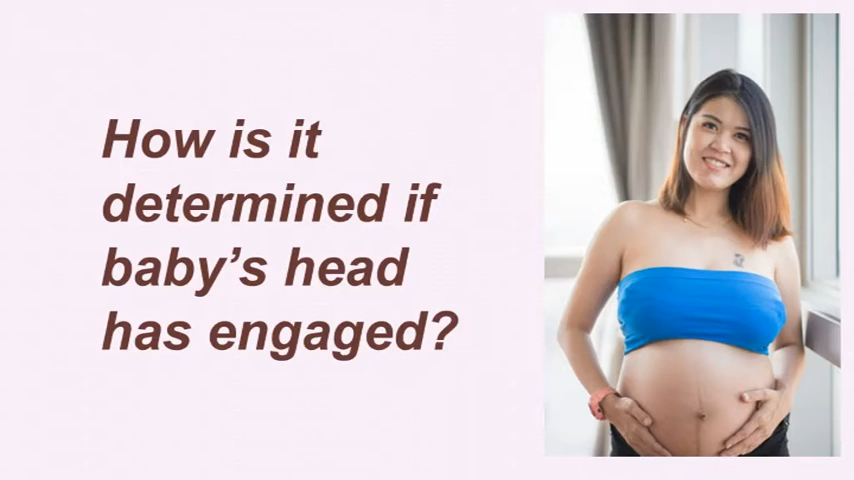 How is it
determined if
baby’s head
has engaged?